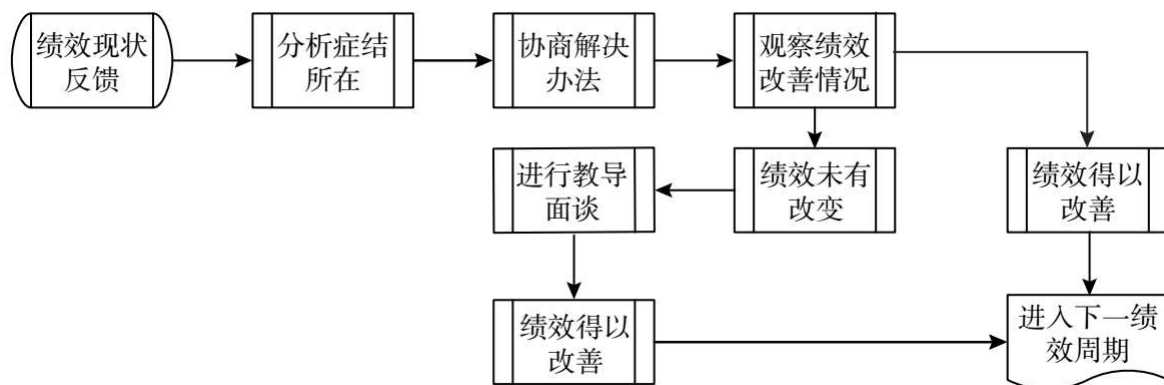 绩效现状
反馈
分析症结
所在
协商解决
办法
观察绩效
改善情况
进行教导
面谈
绩效未有
改变
绩效得以
改善
绩效得以
改善
进入下一绩
效周期